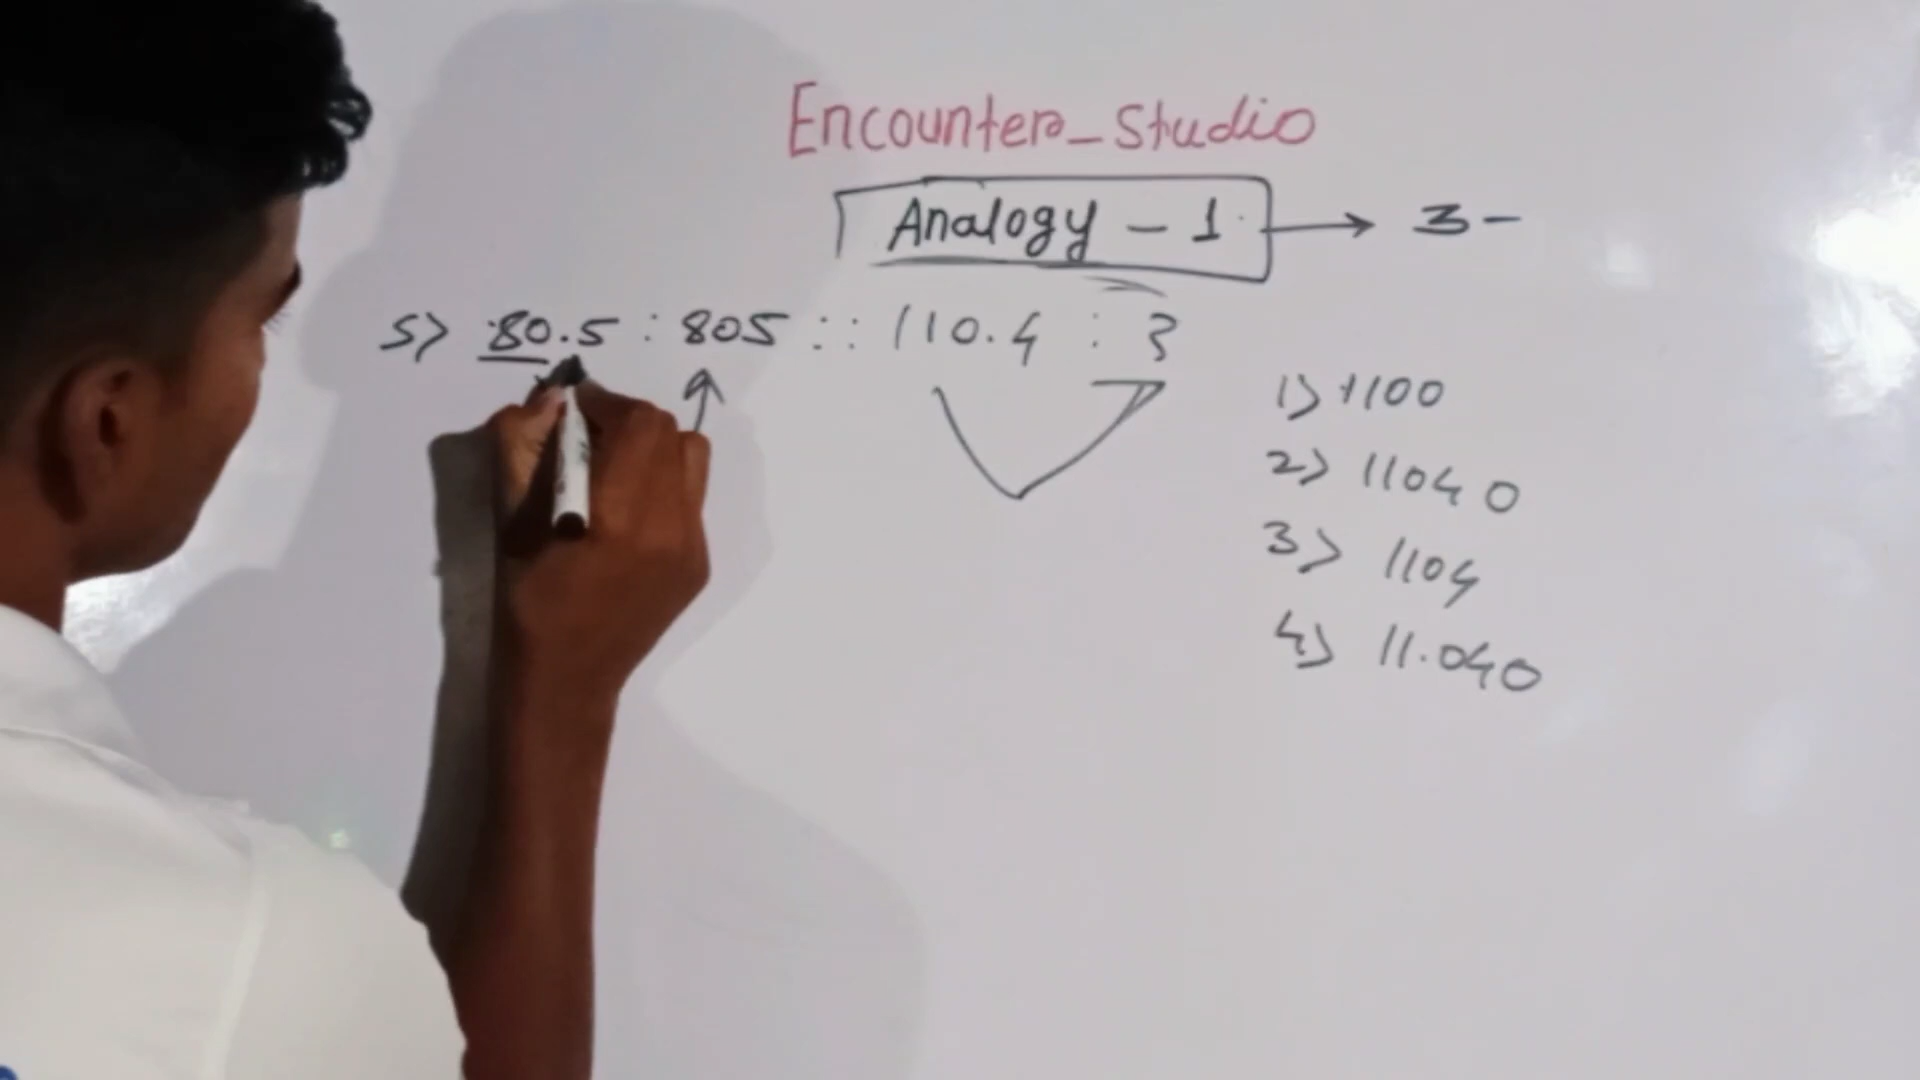 Encounter_Studio
Analogy - 1 → 3 -
5) 80.5 : 805 :: 110.4 : ?
1) 1100
2) 11040
3) 1104
4) 11.040